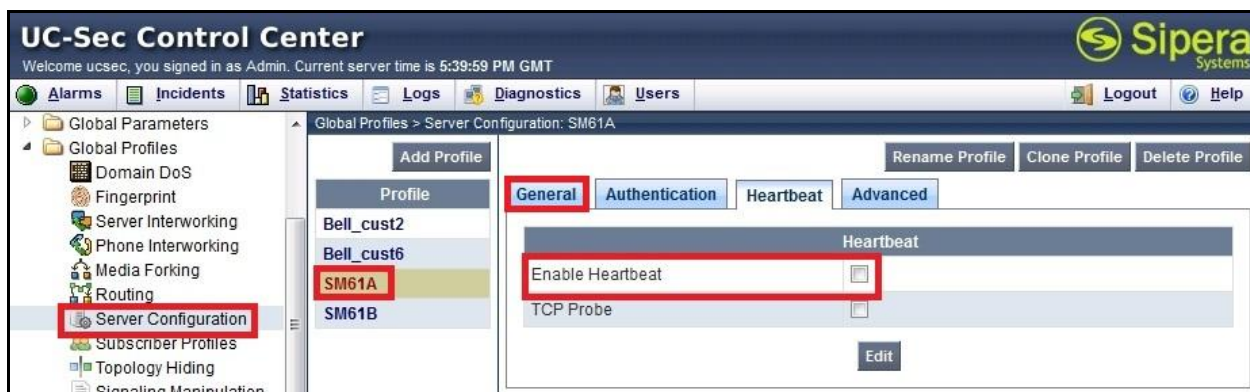 UC-Sec Control Center
Sipera
Systems
Welcome ucsec, you signed in as Admin. Current server time is 5:39:59 PM GMT
Alarms Incidents Statistics Logs Diagnostics Users Logout Help
Global Parameters
Global Profiles
Domain DoS
Fingerprint
Server Interworking
Phone Interworking
Media Forking
Routing
Server Configuration
Subscriber Profiles
Topology Hiding
Signaling Manipulation
Global Profiles > Server Configuration: SM61A
Add Profile
Rename Profile Clone Profile Delete Profile
Profile
Bell_cust2
Bell_cust6
SM61A
SM61B
General Authentication Heartbeat Advanced
Heartbeat
Enable Heartbeat
TCP Probe
Edit